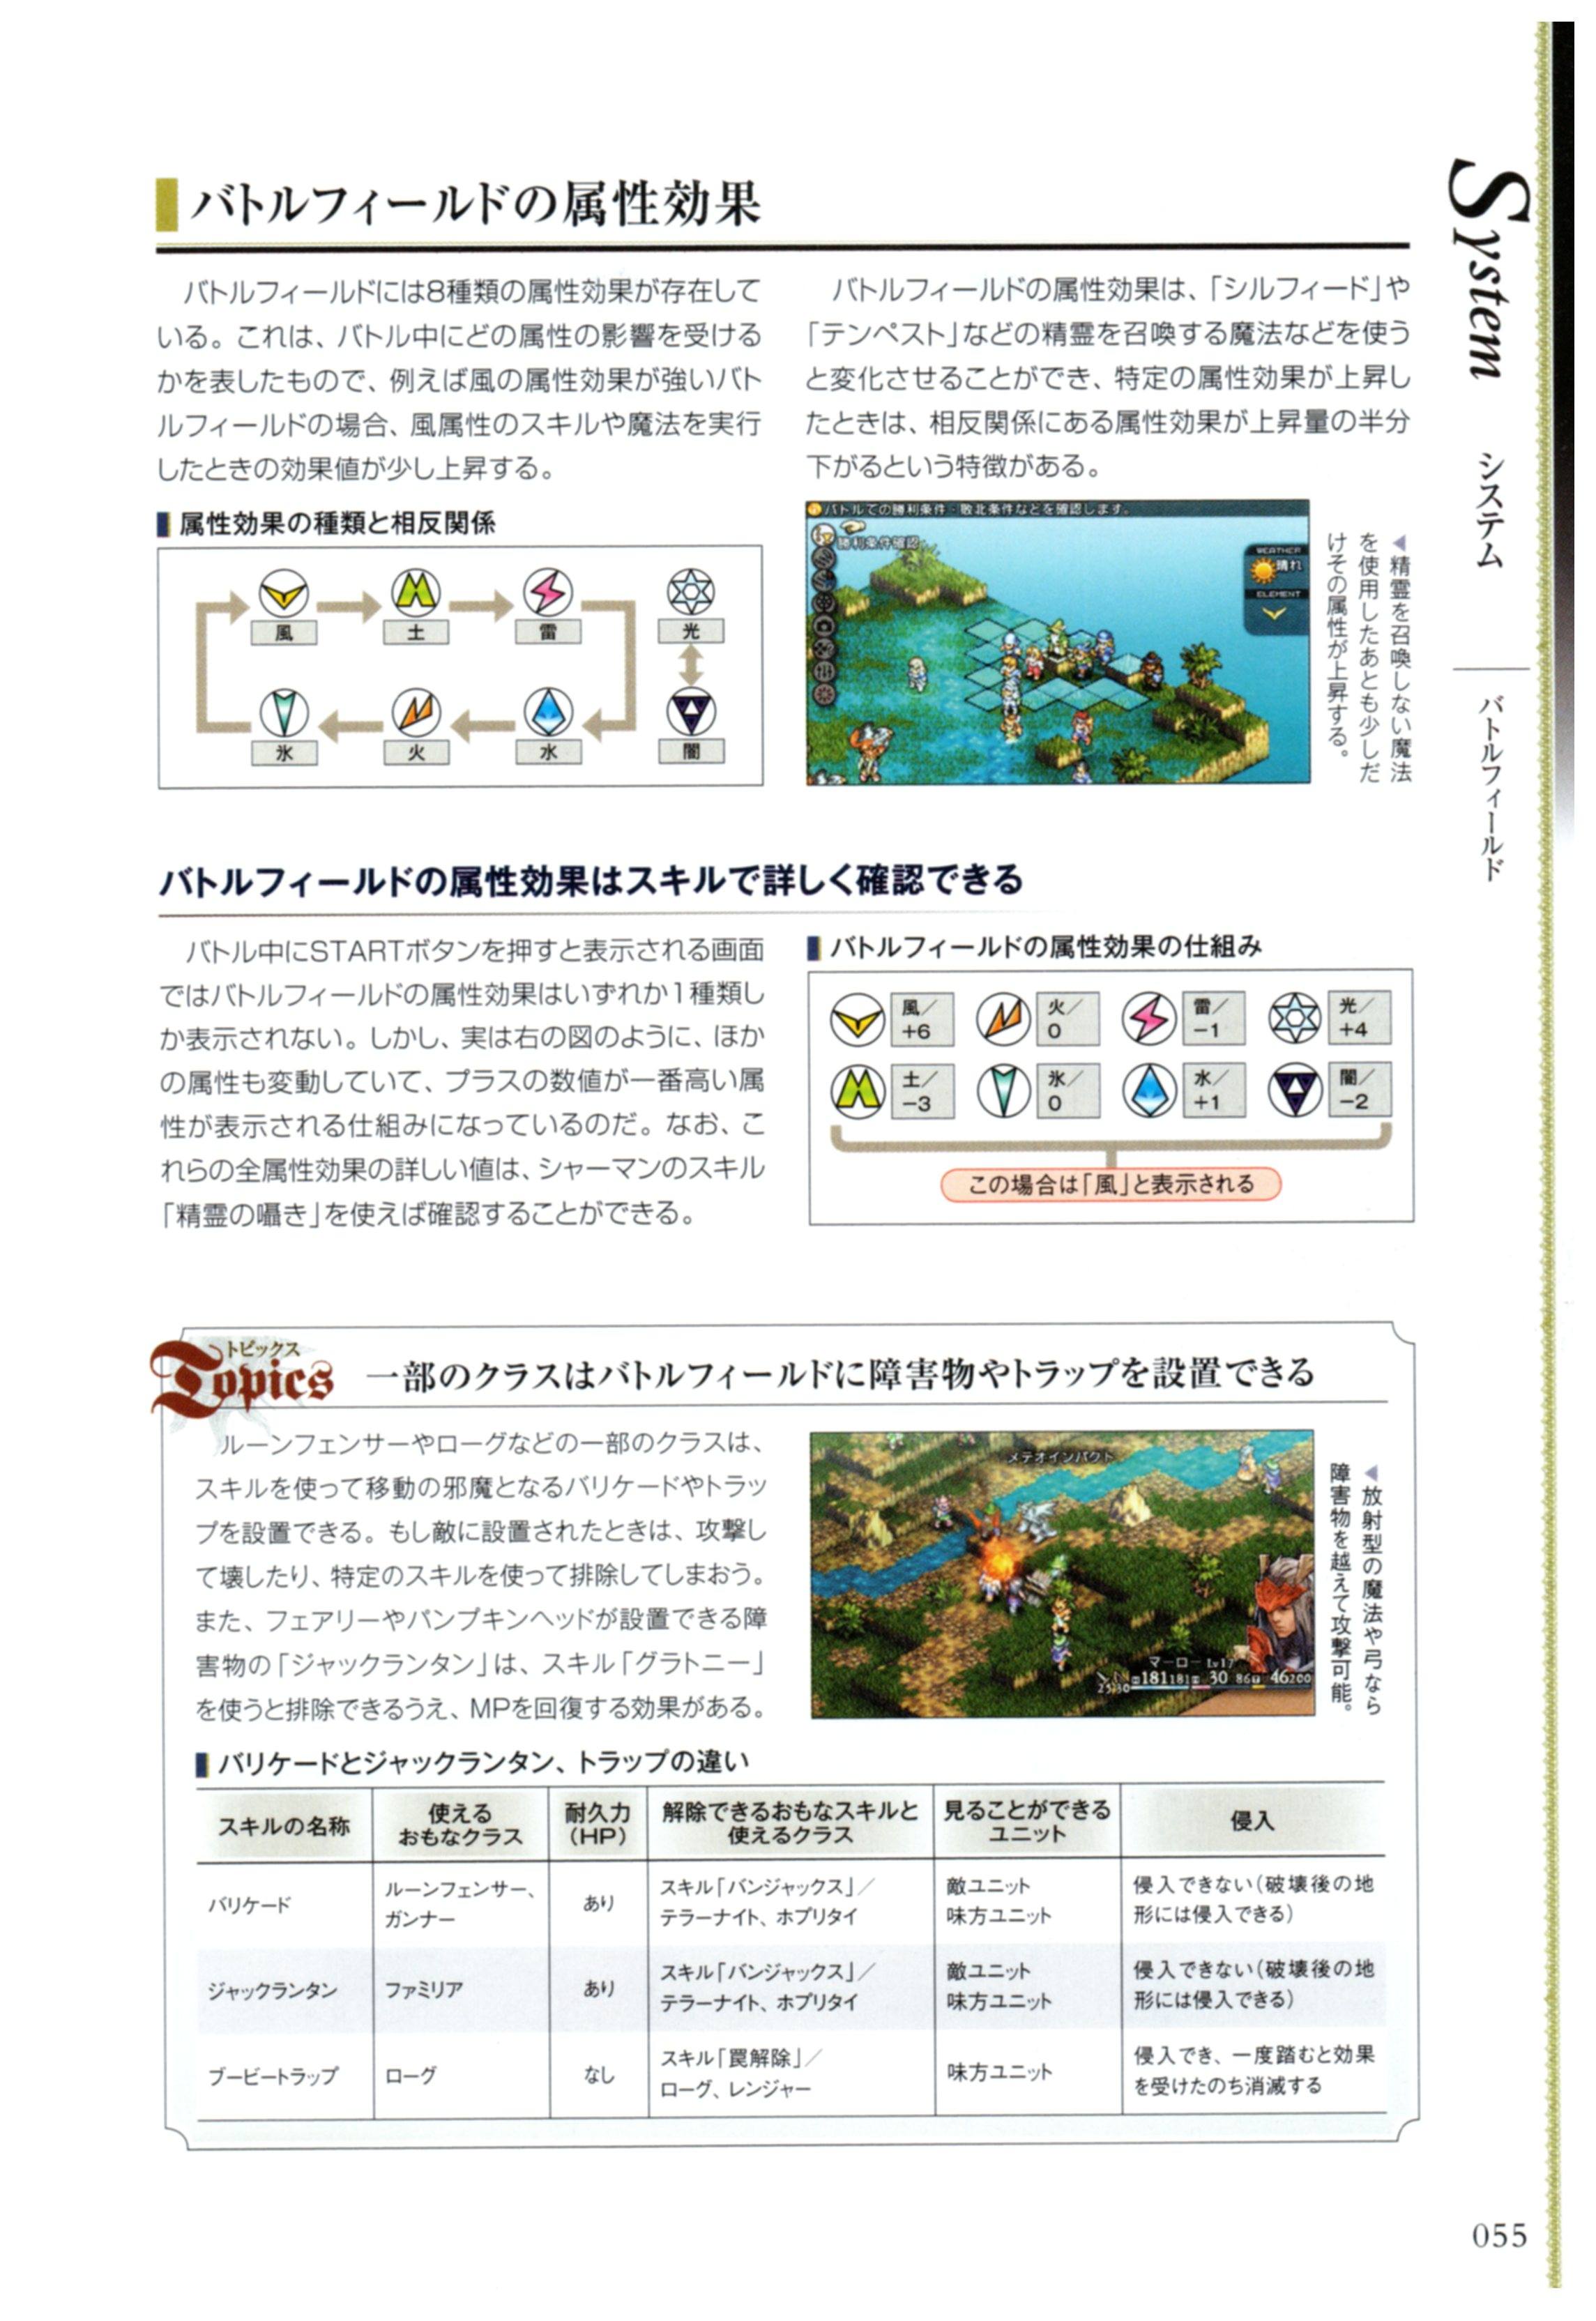 System
システム
バトルフィールド
バトルフィールドの属性効果
バトルフィールドには8種類の属性効果が存在して
いる。これは、バトル中にどの属性の影響を受ける
かを表したもので、例えば風の属性効果が強いバト
ルフィールドの場合、風属性のスキルや魔法を実行
したときの効果値が少し上昇する。
バトルフィールドの属性効果は、「シルフィード」や
「テンペスト」などの精霊を召喚する魔法などを使う
と変化させることができ、特定の属性効果が上昇し
たときは、相反関係にある属性効果が上昇量の半分
下がるという特徴がある。
属性効果の種類と相反関係
風
土
雷
光
氷
火
水
闇
バトルでの勝利条件・敗北条件などを確認します。
勝利条件確認
WEATHER
晴れ
ELEMENT
◀精霊を召喚しない魔法
を使用したあとも少しだ
けその属性が上昇する。
バトルフィールドの属性効果はスキルで詳しく確認できる
バトル中にSTARTボタンを押すと表示される画面
ではバトルフィールドの属性効果はいずれか1種類し
か表示されない。しかし、実は右の図のように、ほか
の属性も変動していて、プラスの数値が一番高い属
性が表示される仕組みになっているのだ。なお、こ
れらの全属性効果の詳しい値は、シャーマンのスキル
「精霊の囁き」を使えば確認することができる。
バトルフィールドの属性効果の仕組み
風／
+6
火／
0
雷／
−1
光／
+4
土／
−3
氷／
0
水／
+1
闇／
−2
この場合は「風」と表示される
トピックス
Topics
一部のクラスはバトルフィールドに障害物やトラップを設置できる
ルーンフェンサーやローグなどの一部のクラスは、
スキルを使って移動の邪魔となるバリケードやトラッ
プを設置できる。もし敵に設置されたときは、攻撃し
て壊したり、特定のスキルを使って排除してしまおう。
また、フェアリーやパンプキンヘッドが設置できる障
害物の「ジャックランタン」は、スキル「グラトニー」
を使うと排除できるうえ、MPを回復する効果がある。
メテオインパクト
マーロー Lv17
◀放射型の魔法や弓なら
障害物を越えて攻撃可能。
バリケードとジャックランタン、トラップの違い
スキルの名称
使える
おもなクラス
耐久力
（HP）
解除できるおもなスキルと
使えるクラス
見ることができる
ユニット
侵入
バリケード
ルーンフェンサー、
ガンナー
あり
スキル「バンジャックス」／
テラーナイト、ホプリタイ
敵ユニット
味方ユニット
侵入できない（破壊後の地
形には侵入できる）
ジャックランタン
ファミリア
あり
スキル「バンジャックス」／
テラーナイト、ホプリタイ
敵ユニット
味方ユニット
侵入できない（破壊後の地
形には侵入できる）
ブービートラップ
ローグ
なし
スキル「罠解除」／
ローグ、レンジャー
味方ユニット
侵入でき、一度踏むと効果
を受けたのち消滅する
055